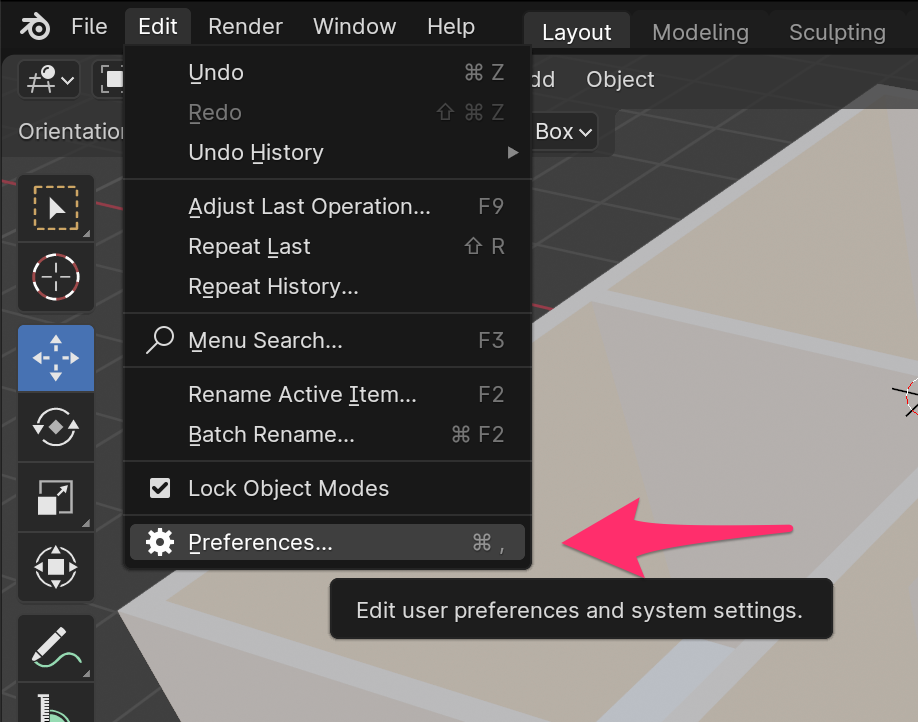 File Edit Render Window Help Layout Modeling Sculpting
Undo ⌘ Z
Object
Redo ⇧ ⌘ Z
Box
Undo History
Adjust Last Operation... F9
Repeat Last ⇧ R
Repeat History...
Menu Search... F3
Rename Active Item... F2
Batch Rename... ⌘ F2
Lock Object Modes
Preferences... ⌘ ,
Edit user preferences and system settings.